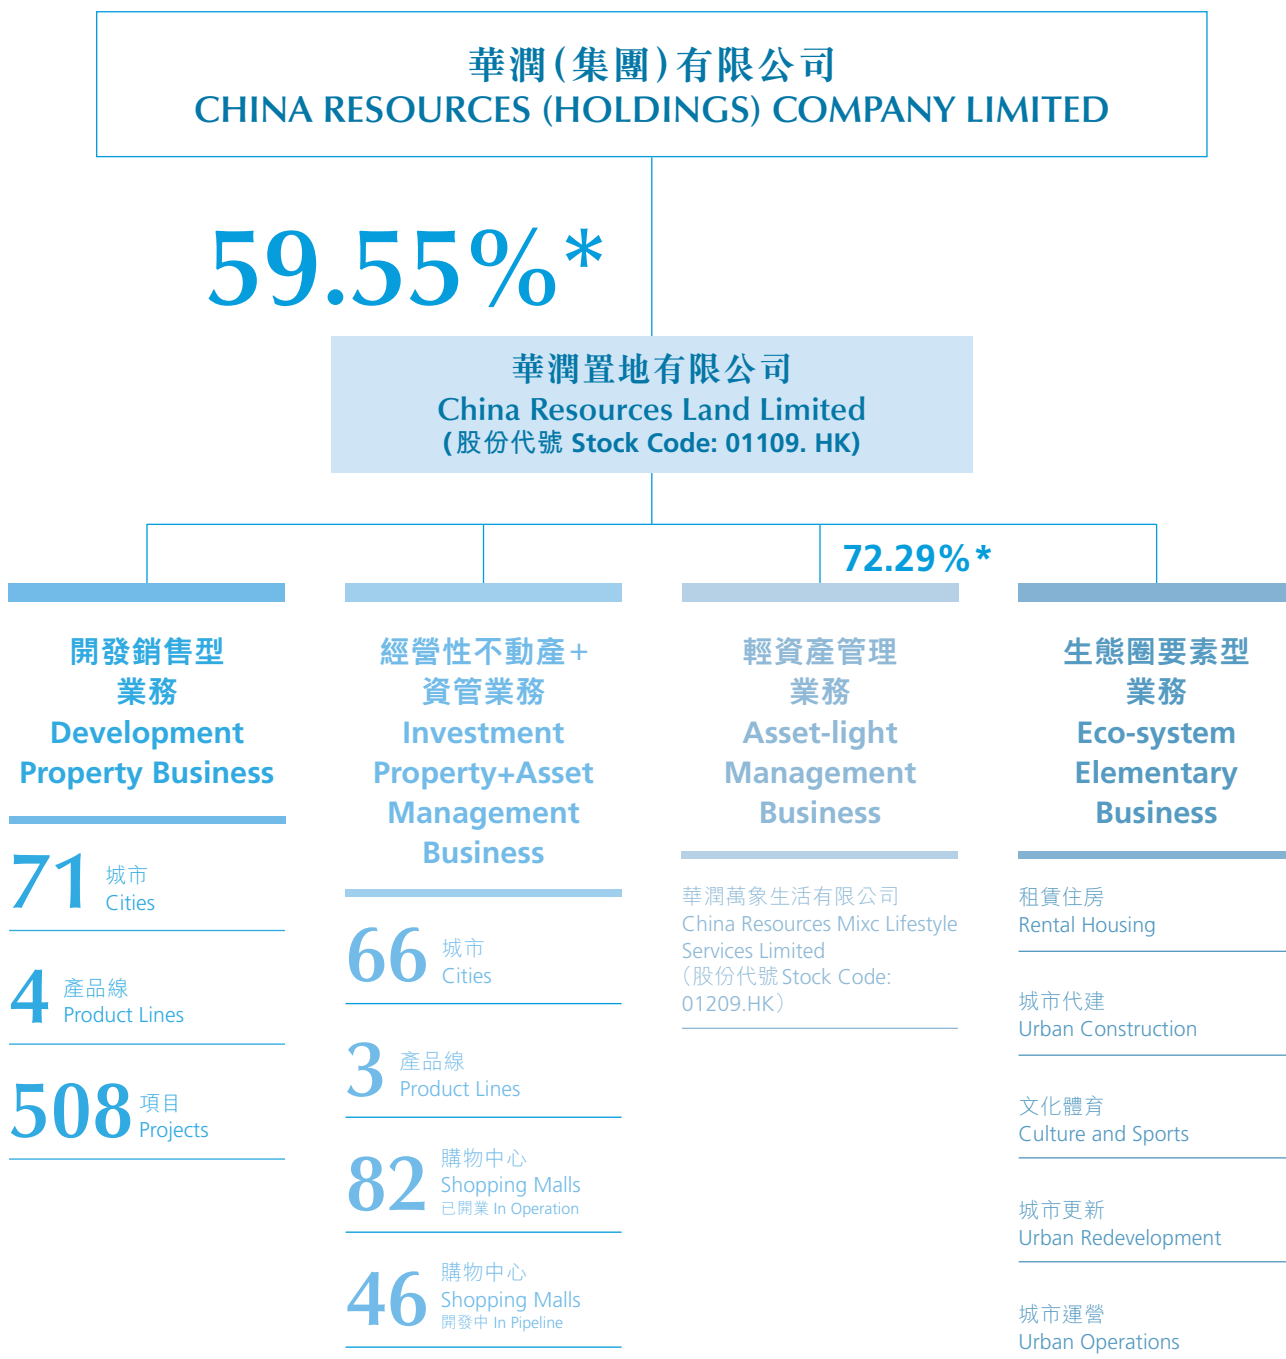 華潤(集團)有限公司
CHINA RESOURCES (HOLDINGS) COMPANY LIMITED
59.55%*
華潤置地有限公司
China Resources Land Limited
(股份代號 Stock Code: 01109. HK)
72.29%*
開發銷售型
業務
Development
Property Business
71 城市
Cities
4 產品線
Product Lines
508 項目
Projects
經營性不動產+
資管業務
Investment
Property+Asset
Management
Business
66 城市
Cities
3 產品線
Product Lines
82 購物中心
Shopping Malls
已開業 In Operation
46 購物中心
Shopping Malls
開發中 In Pipeline
輕資產管理
業務
Asset-light
Management
Business
華潤萬象生活有限公司
China Resources Mixc Lifestyle
Services Limited
(股份代號 Stock Code:
01209.HK)
生態圈要素型
業務
Eco-system
Elementary
Business
租賃住房
Rental Housing
城市代建
Urban Construction
文化體育
Culture and Sports
城市更新
Urban Redevelopment
城市運營
Urban Operations